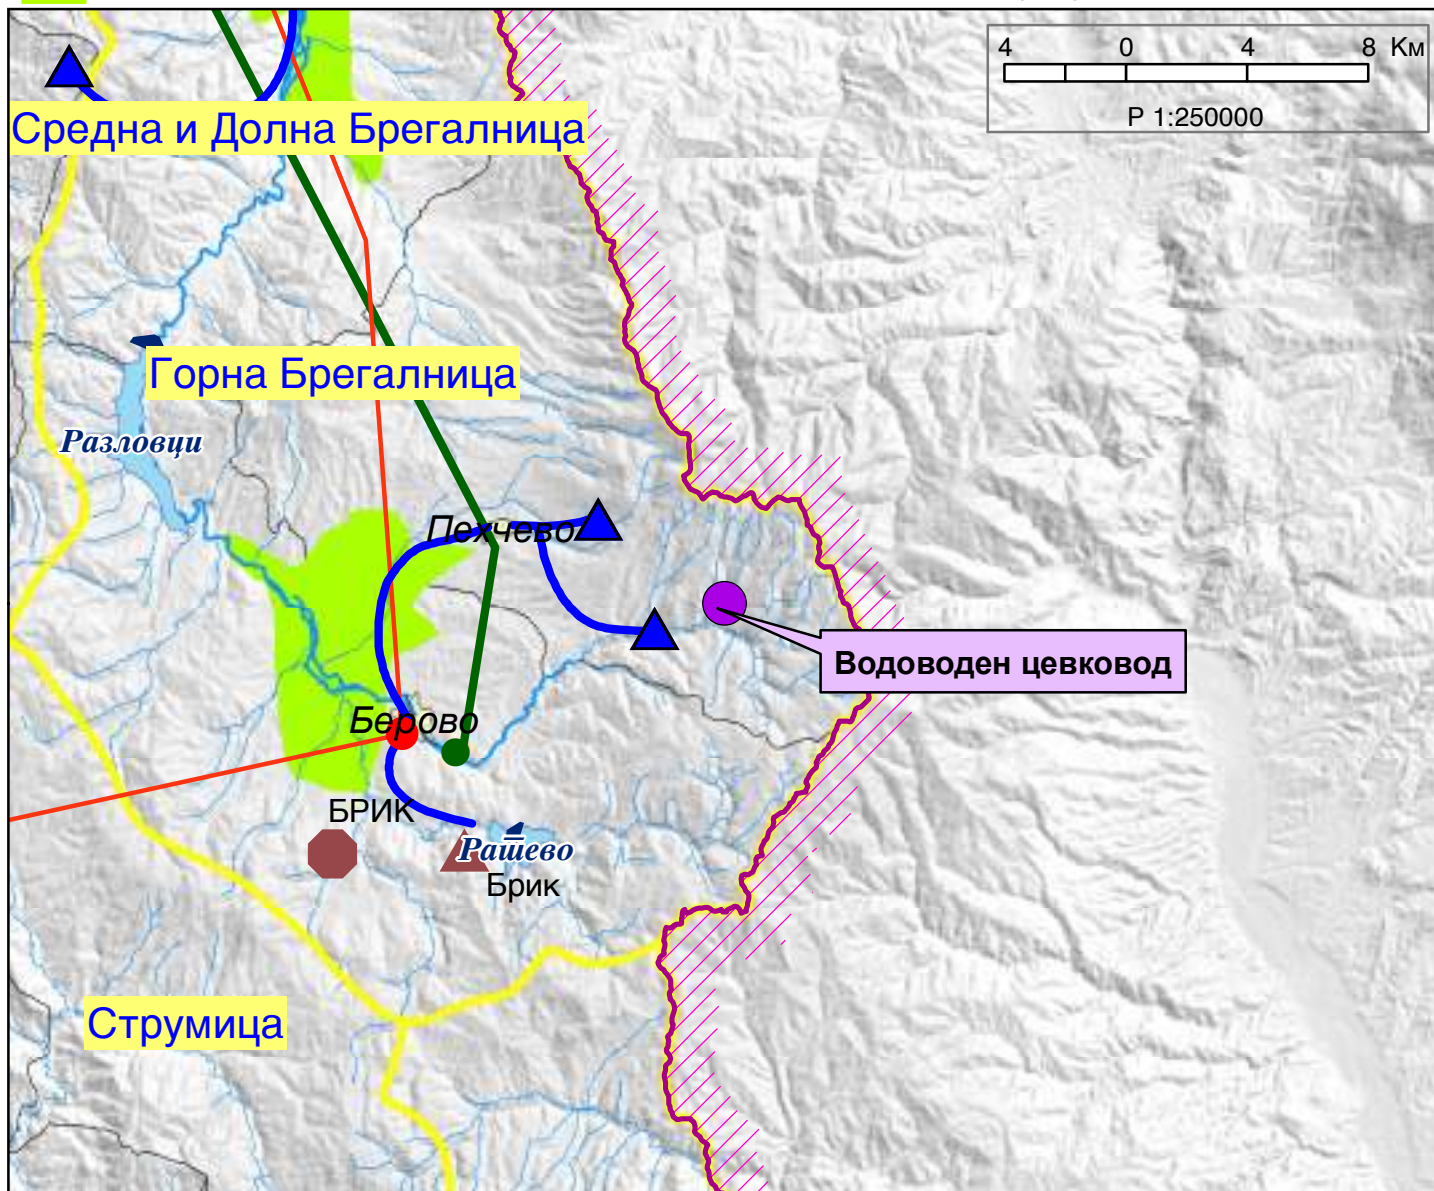 4 0 4 8 Км
Р 1:250000
Средна и Долна Брегалница
Горна Брегалница
Разловци
Пехчево
Водоводен цевковод
Берово
БРИК
Ратево
Брик
Струмица